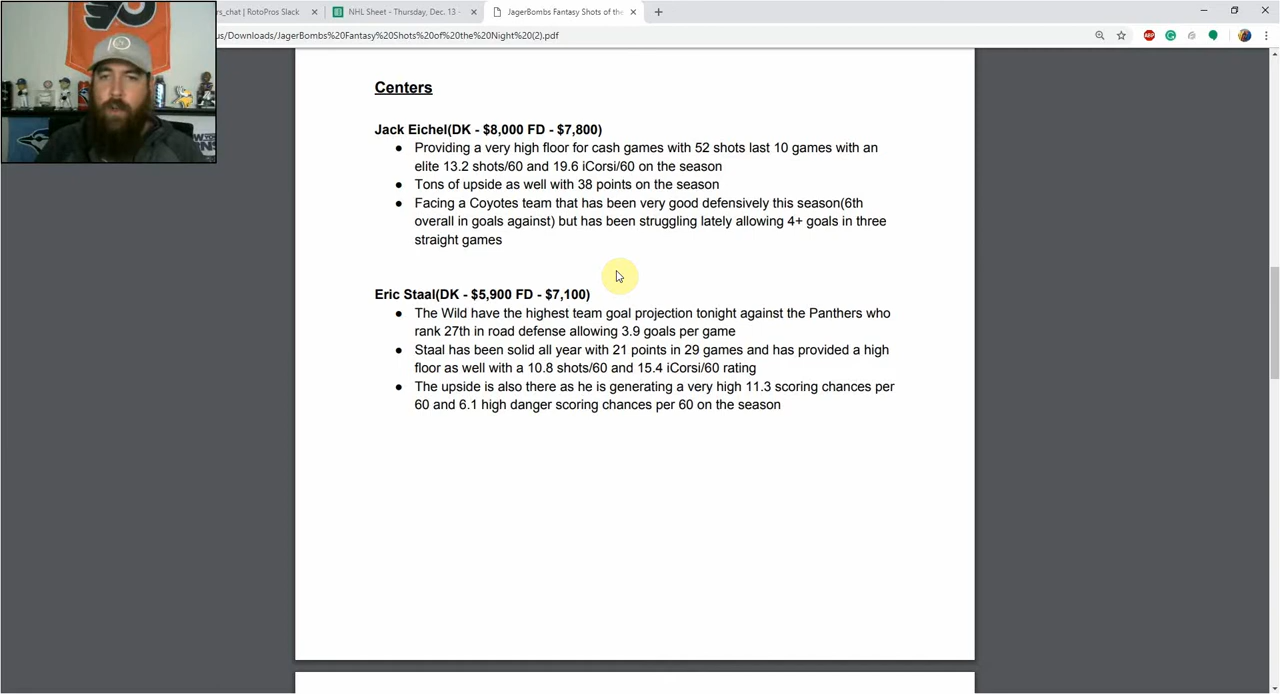 rs_chat | RotoPros Slack
NHL Sheet - Thursday, Dec. 13 -
JagerBombs Fantasy Shots of the
us/Downloads/JagerBombs%20Fantasy%20Shots%20of%20the%20Night%20(2).pdf
Centers
Jack Eichel(DK - $8,000 FD - $7,800)
● Providing a very high floor for cash games with 52 shots last 10 games with an
elite 13.2 shots/60 and 19.6 iCorsi/60 on the season
● Tons of upside as well with 38 points on the season
● Facing a Coyotes team that has been very good defensively this season(6th
overall in goals against) but has been struggling lately allowing 4+ goals in three
straight games
Eric Staal(DK - $5,900 FD - $7,100)
● The Wild have the highest team goal projection tonight against the Panthers who
rank 27th in road defense allowing 3.9 goals per game
● Staal has been solid all year with 21 points in 29 games and has provided a high
floor as well with a 10.8 shots/60 and 15.4 iCorsi/60 rating
● The upside is also there as he is generating a very high 11.3 scoring chances per
60 and 6.1 high danger scoring chances per 60 on the season